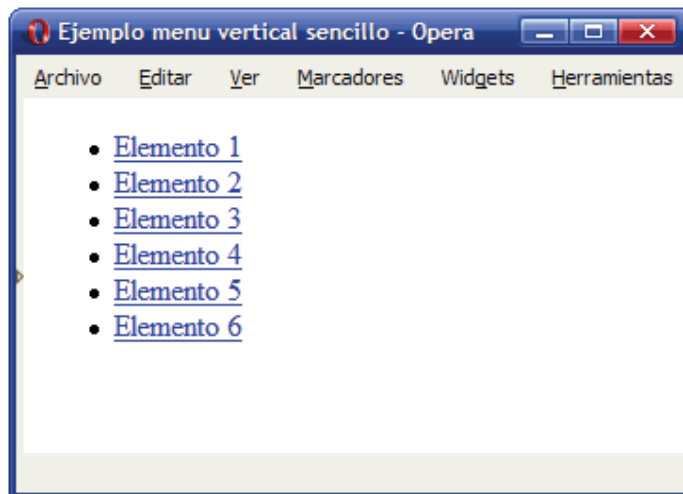 Ejemplo menu vertical sencillo - Opera
Archivo Editar Ver Marcadores Widgets Herramientas
Elemento 1
Elemento 2
Elemento 3
Elemento 4
Elemento 5
Elemento 6